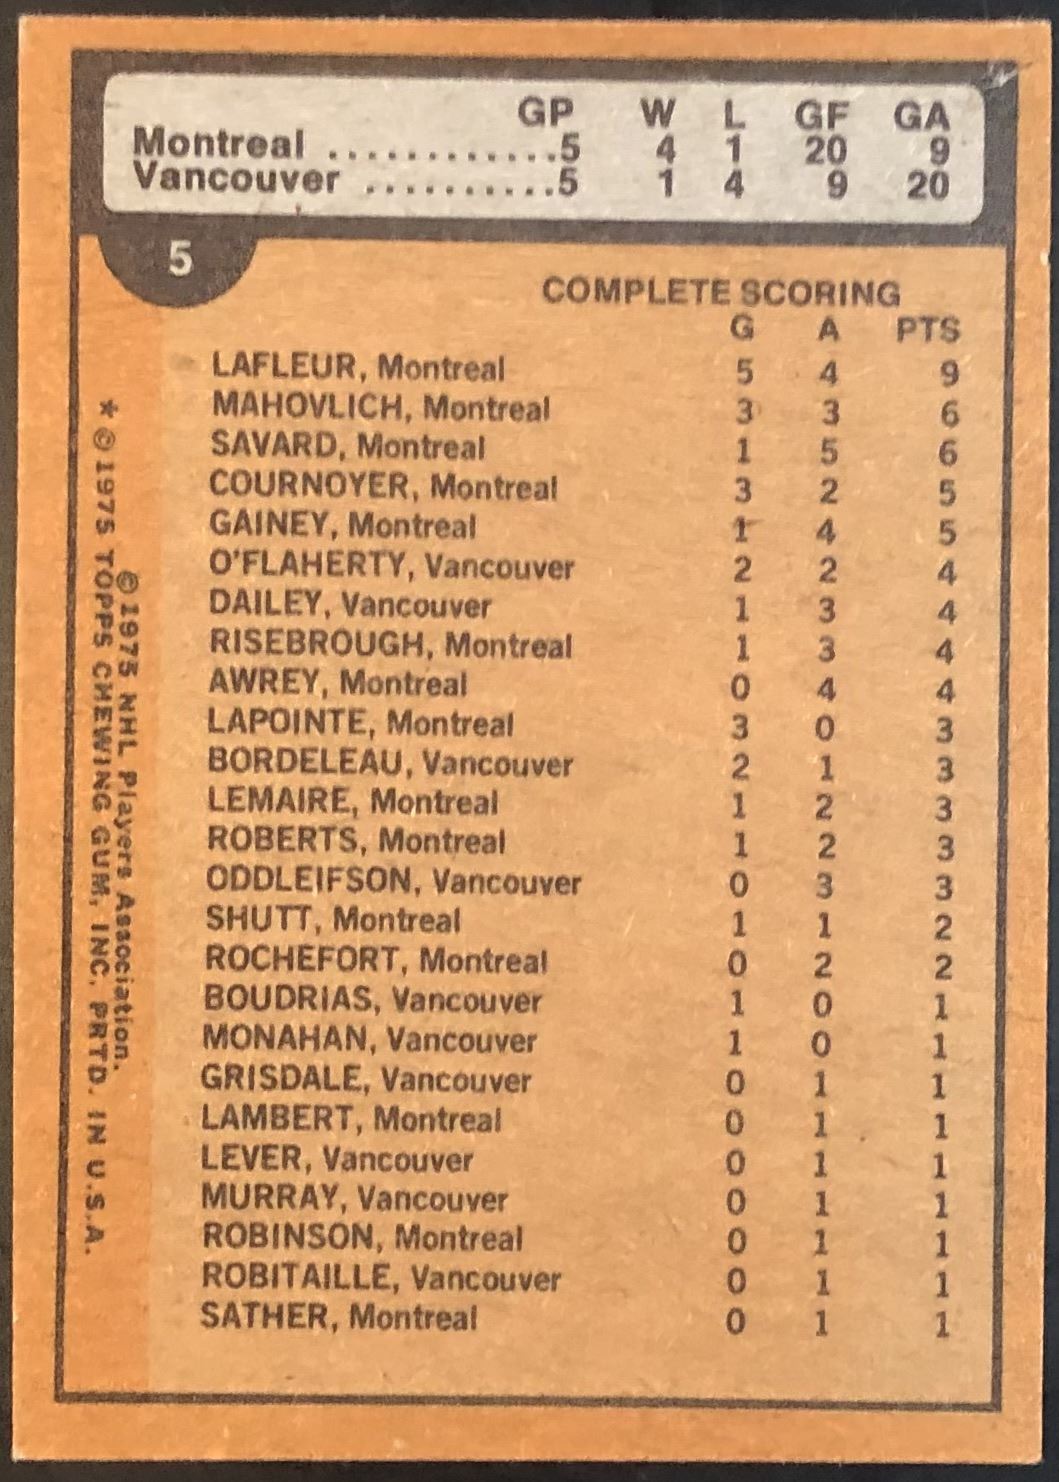 GP W L GF GA
Montreal .............5 4 1 20 9
Vancouver ..........5 1 4 9 20
5
COMPLETE SCORING
G A PTS
LAFLEUR, Montreal 5 4 9
MAHOVLICH, Montreal 3 3 6
SAVARD, Montreal 1 5 6
COURNOYER, Montreal 3 2 5
GAINEY, Montreal 1 4 5
O'FLAHERTY, Vancouver 2 2 4
DAILEY, Vancouver 1 3 4
RISEBROUGH, Montreal 1 3 4
AWREY, Montreal 0 4 4
LAPOINTE, Montreal 3 0 3
BORDELEAU, Vancouver 2 1 3
LEMAIRE, Montreal 1 2 3
ROBERTS, Montreal 1 2 3
ODDLEIFSON, Vancouver 0 3 3
SHUTT, Montreal 1 1 2
ROCHEFORT, Montreal 0 2 2
BOUDRIAS, Vancouver 1 0 1
MONAHAN, Vancouver 1 0 1
GRISDALE, Vancouver 0 1 1
LAMBERT, Montreal 0 1 1
LEVER, Vancouver 0 1 1
MURRAY, Vancouver 0 1 1
ROBINSON, Montreal 0 1 1
ROBITAILLE, Vancouver 0 1 1
SATHER, Montreal 0 1 1
© 1975 NHL Players Association.
* © 1975 TOPPS CHEWING GUM, INC. PRTD. IN U.S.A.